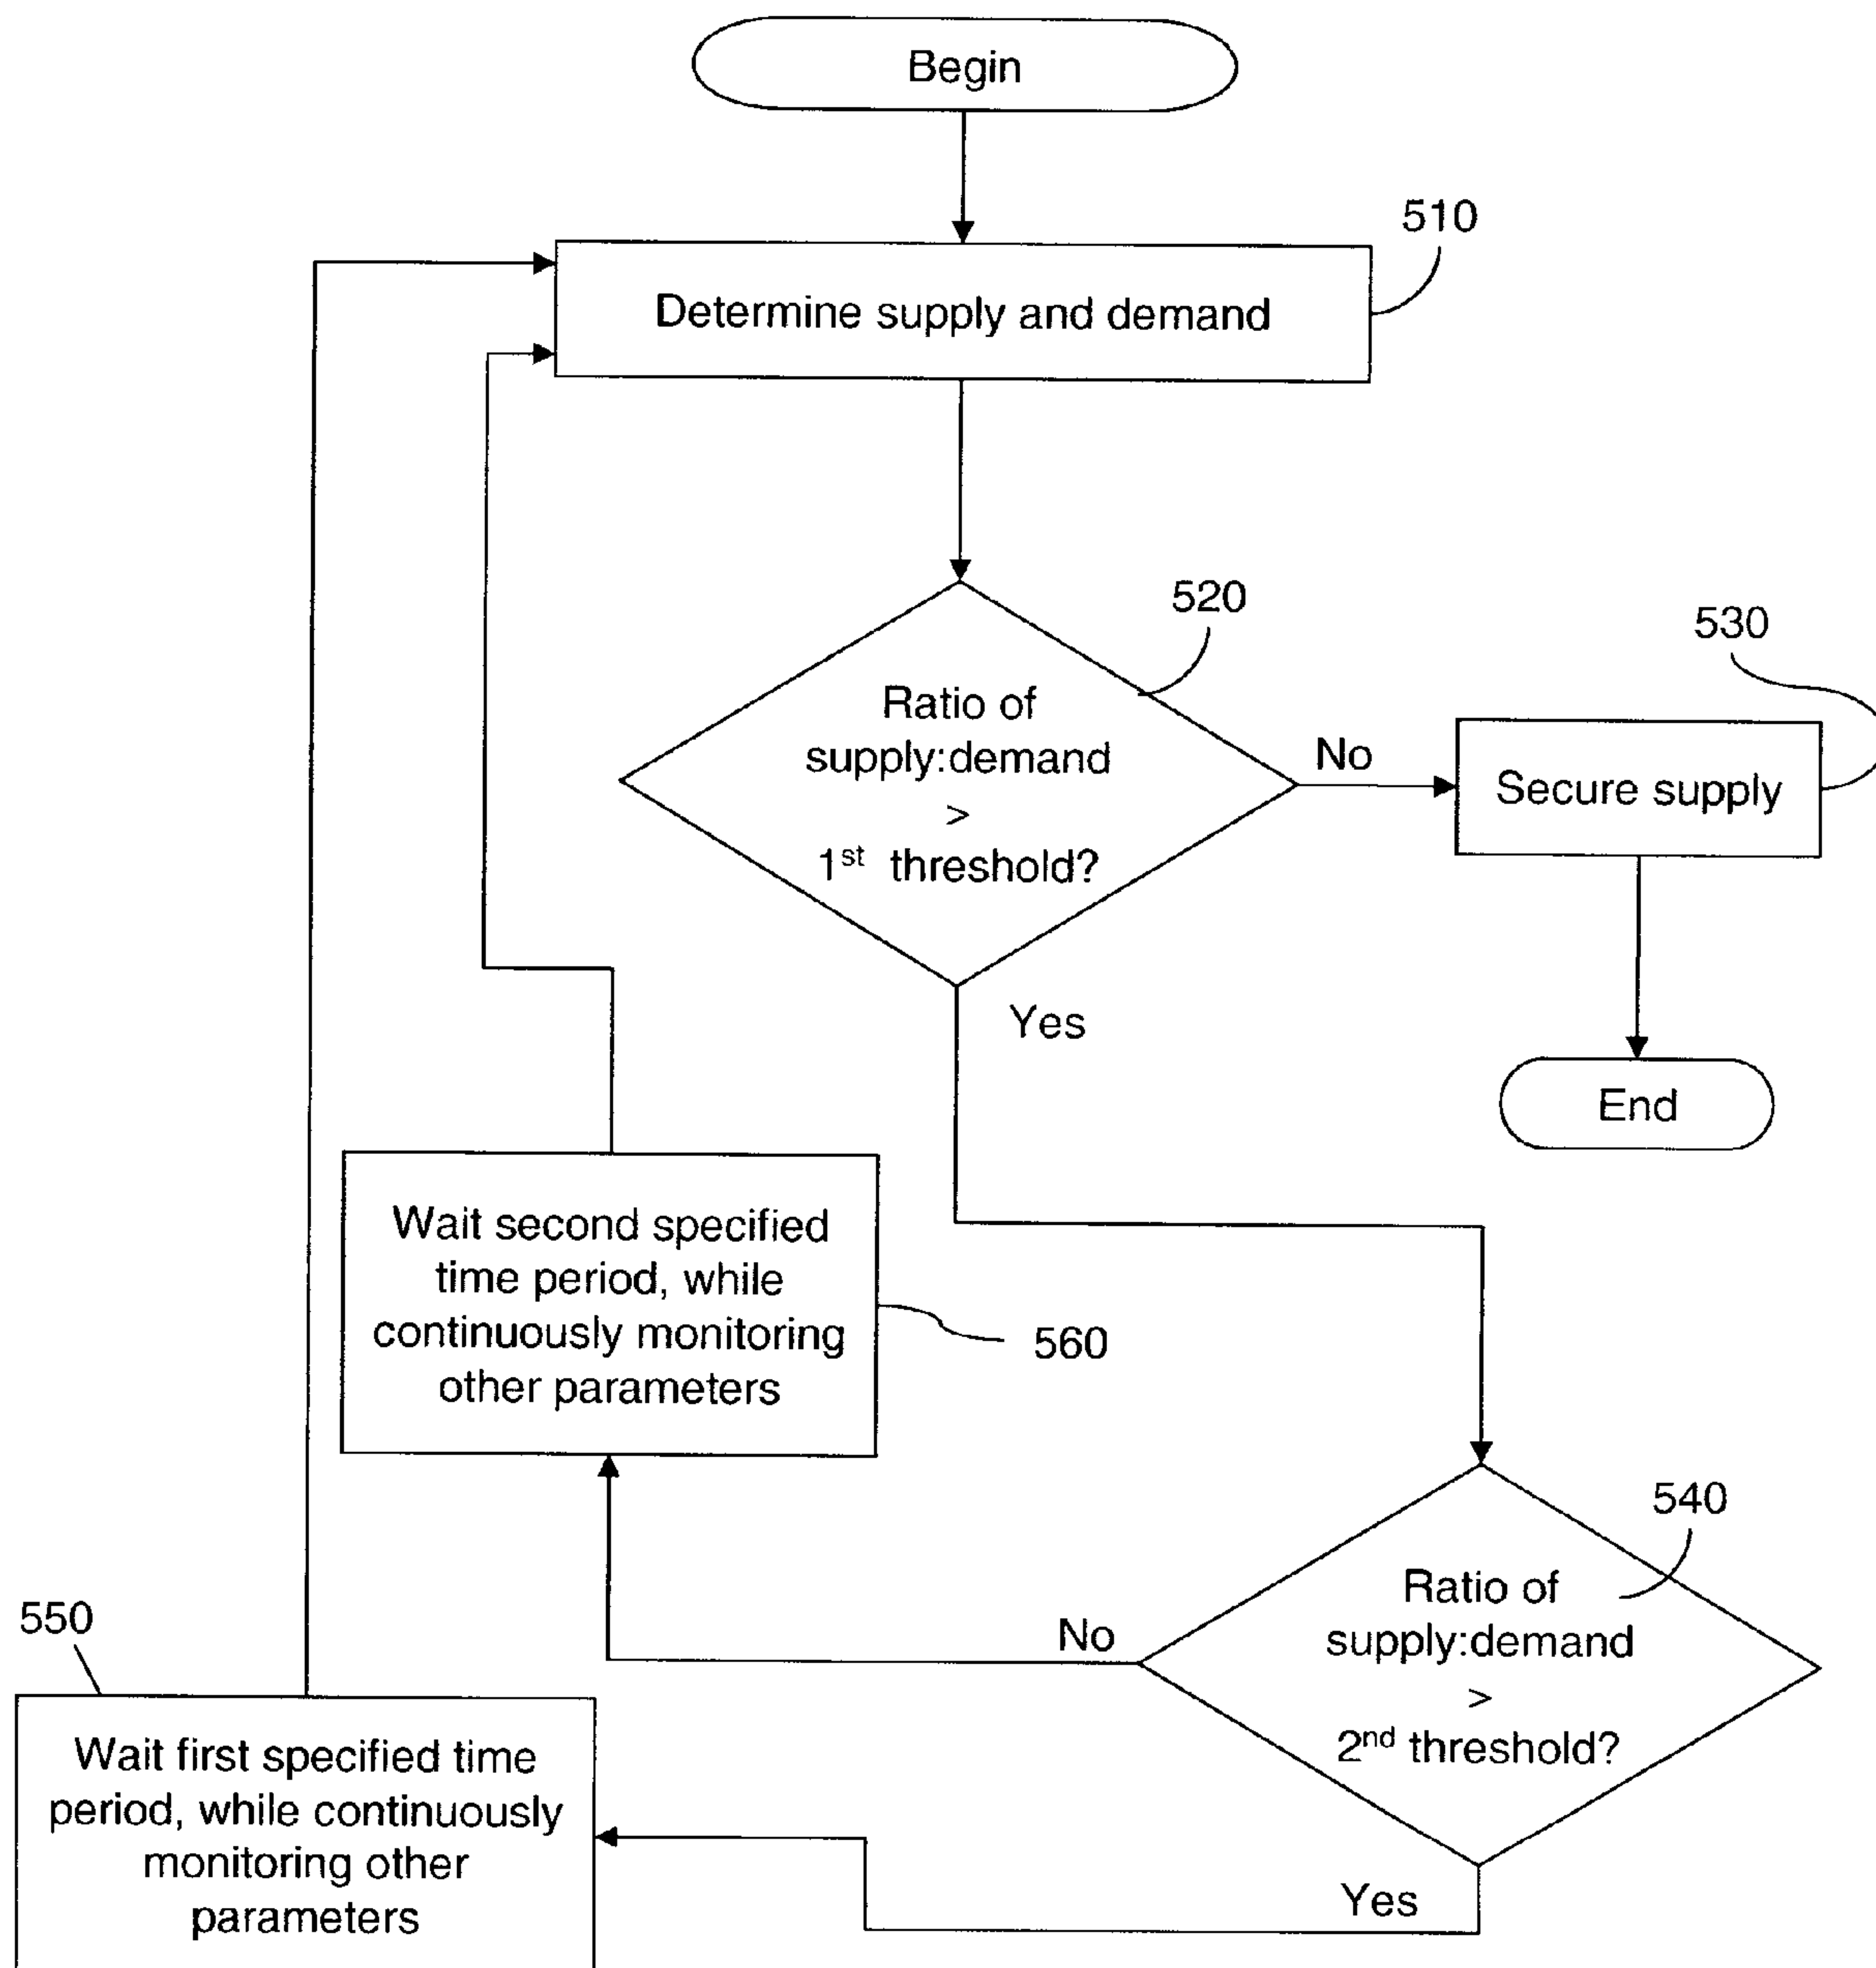 Begin
510
Determine supply and demand
520
530
Ratio of
supply:demand
>
1st threshold?
No
Secure supply
Yes
End
Wait second specified
time period, while
continuously monitoring
other parameters
560
540
Ratio of
supply:demand
>
2nd threshold?
No
550
Wait first specified time
period, while continuously
monitoring other
parameters
Yes